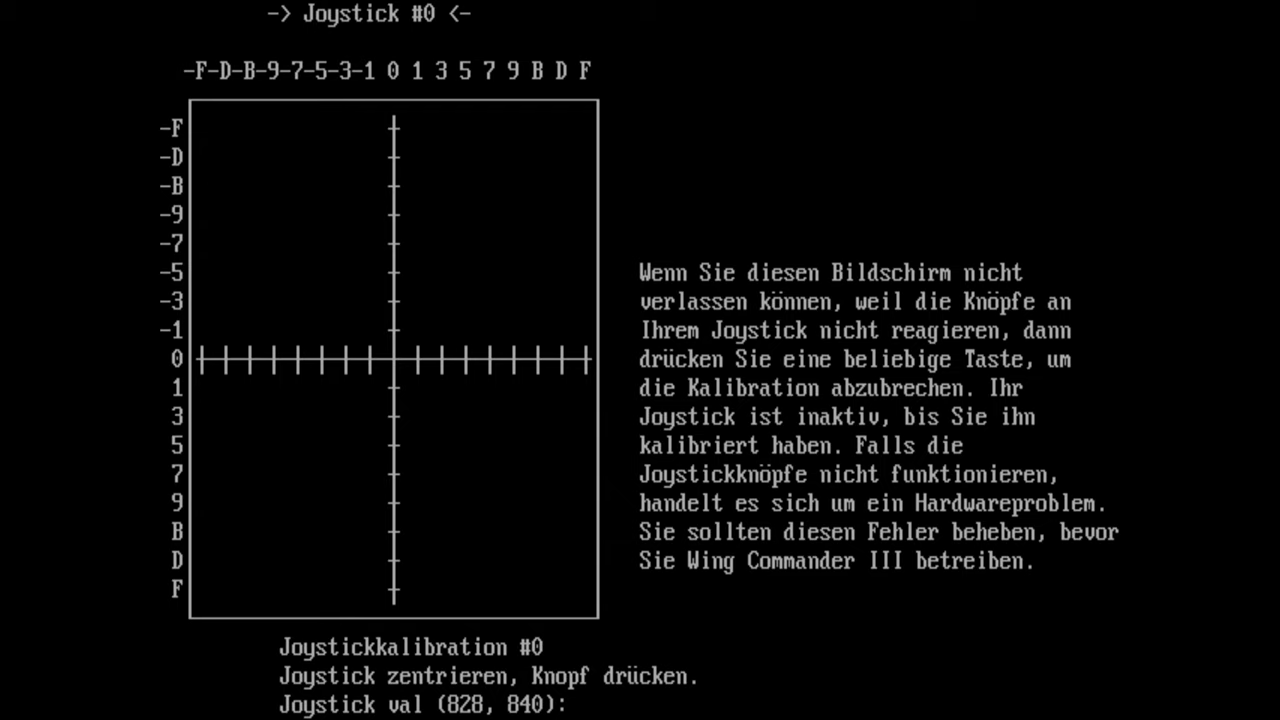 -> Joystick #0 <-
-F-D-B-9-7-5-3-1 0 1 3 5 7 9 B D F
-F
-D
-B
-9
-7
-5
-3
-1
0
1
3
5
7
9
B
D
F
Wenn Sie diesen Bildschirm nicht
verlassen können, weil die Knöpfe an
Ihrem Joystick nicht reagieren, dann
drücken Sie eine beliebige Taste, um
die Kalibration abzubrechen. Ihr
Joystick ist inaktiv, bis Sie ihn
kalibriert haben. Falls die
Joystickknöpfe nicht funktionieren,
handelt es sich um ein Hardwareproblem.
Sie sollten diesen Fehler beheben, bevor
Sie Wing Commander III betreiben.
Joystickkalibration #0
Joystick zentrieren, Knopf drücken.
Joystick val (828, 840):